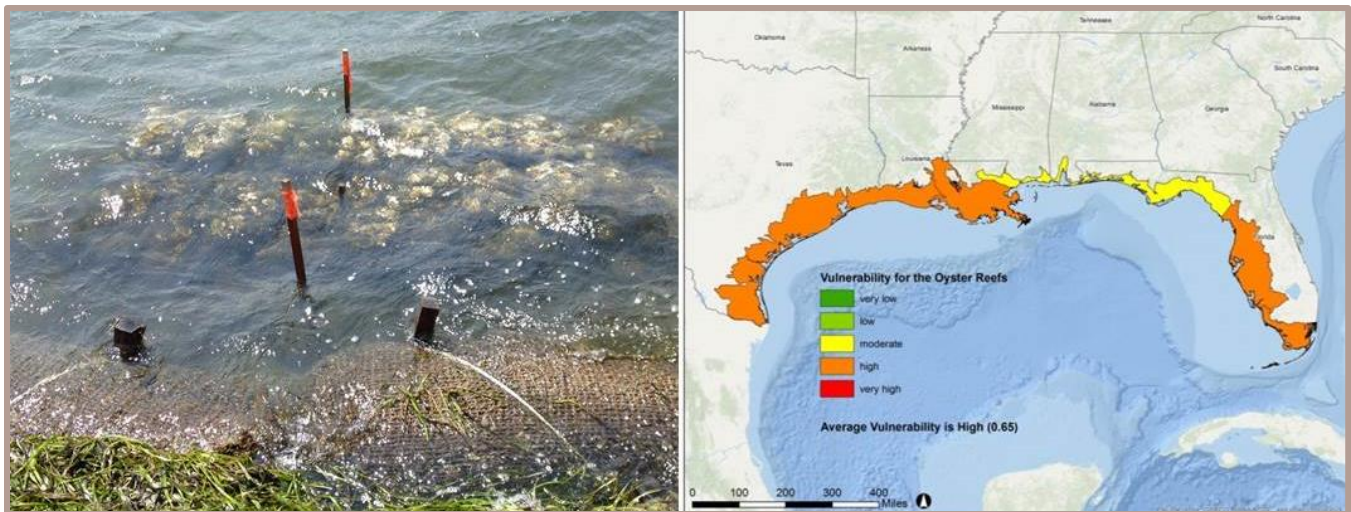 Tennessee
North Carolina
Oklahoma
Arkansas
South Carolina
Mississippi
Alabama
Georgia
Texas
Louisiana
Vulnerability for the Oyster Reefs
very low
low
moderate
high
very high
Average Vulnerability is High (0.65)
0 100 200 300 400
Miles